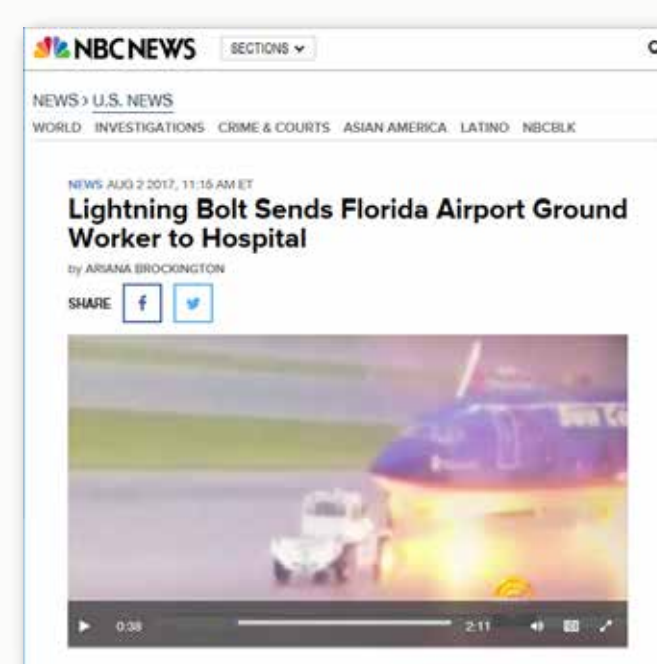 NBCNEWS SECTIONS
NEWS > U.S. NEWS
WORLD INVESTIGATIONS CRIME & COURTS ASIAN AMERICA LATINO NBCBLK
NEWS AUG 2 2017, 11:15 AM ET
Lightning Bolt Sends Florida Airport Ground
Worker to Hospital
by ARIANA BROCKINGTON
SHARE f
Sun Co
0:38 2:11